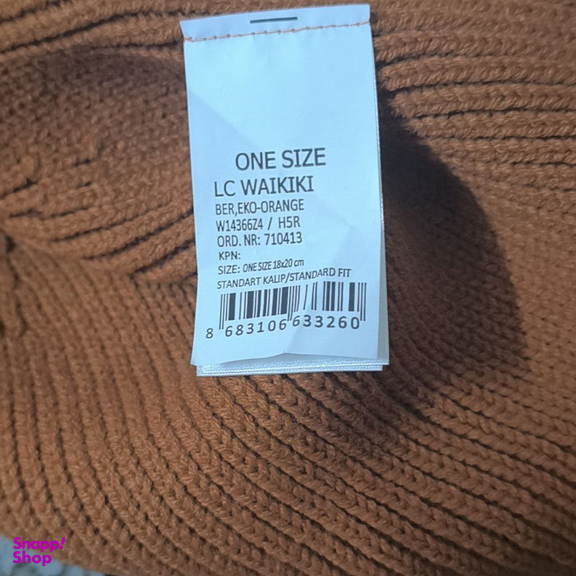 ONE SIZE
LC WAIKIKI
BER,EKO-ORANGE
W14366Z4 / H5R
ORD. NR: 710413
KPN:
SIZE: ONE SIZE 18x20 cm
STANDART KALIP/STANDARD FIT
8 683106 633260
Snapp!
Shop